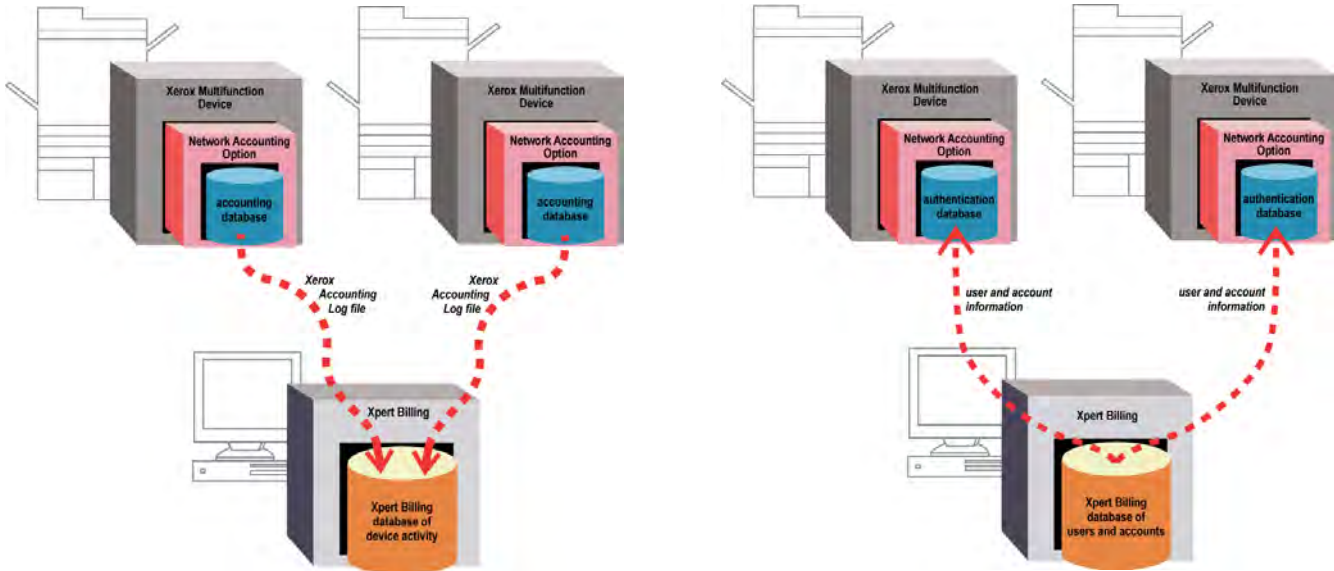 Xerox Multifunction
Device
Network Accounting
Option
accounting
database
Xerox Multifunction
Device
Network Accounting
Option
accounting
database
Xerox
Accounting
Log file
Xerox
Accounting
Log file
Xpert Billing
Xpert Billing
database of
device activity
Xerox Multifunction
Device
Network Accounting
Option
authentication
database
Xerox Multifunction
Device
Network Accounting
Option
authentication
database
user and account
information
user and account
information
Xpert Billing
Xpert Billing
database of
users and accounts